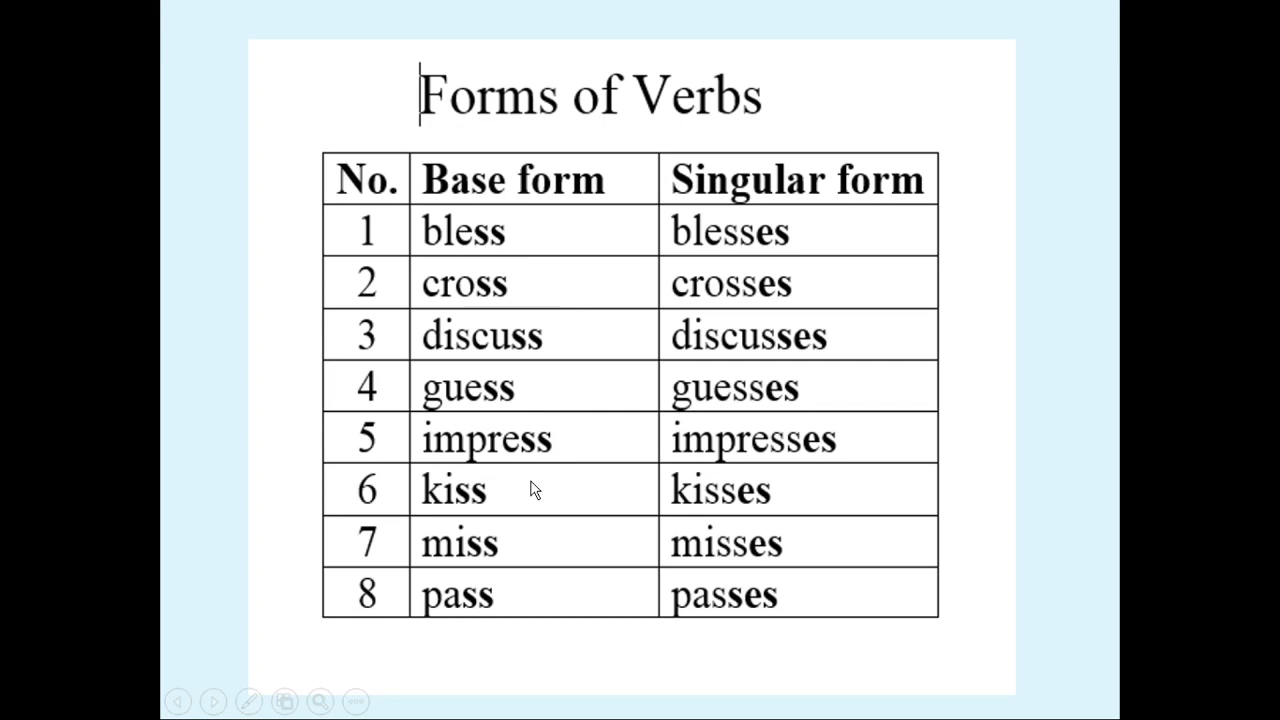 Forms of Verbs
No. Base form Singular form
1 bless blesses
2 cross crosses
3 discuss discusses
4 guess guesses
5 impress impresses
6 kiss kisses
7 miss misses
8 pass passes